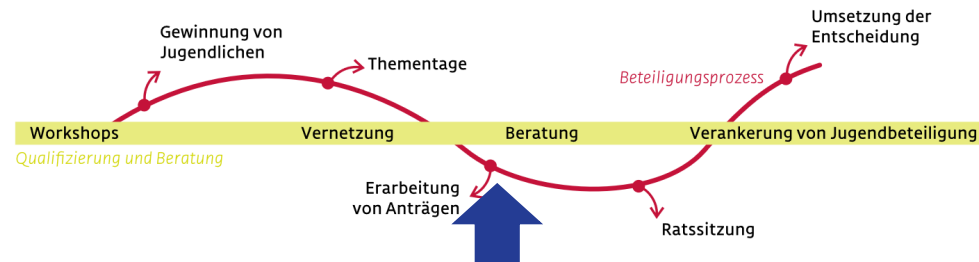 Gewinnung von
Jugendlichen
Thementage
Umsetzung der
Entscheidung
Beteiligungsprozess
Workshops Vernetzung Beratung Verankerung von Jugendbeteiligung
Qualifizierung und Beratung
Erarbeitung
von Anträgen
Ratssitzung